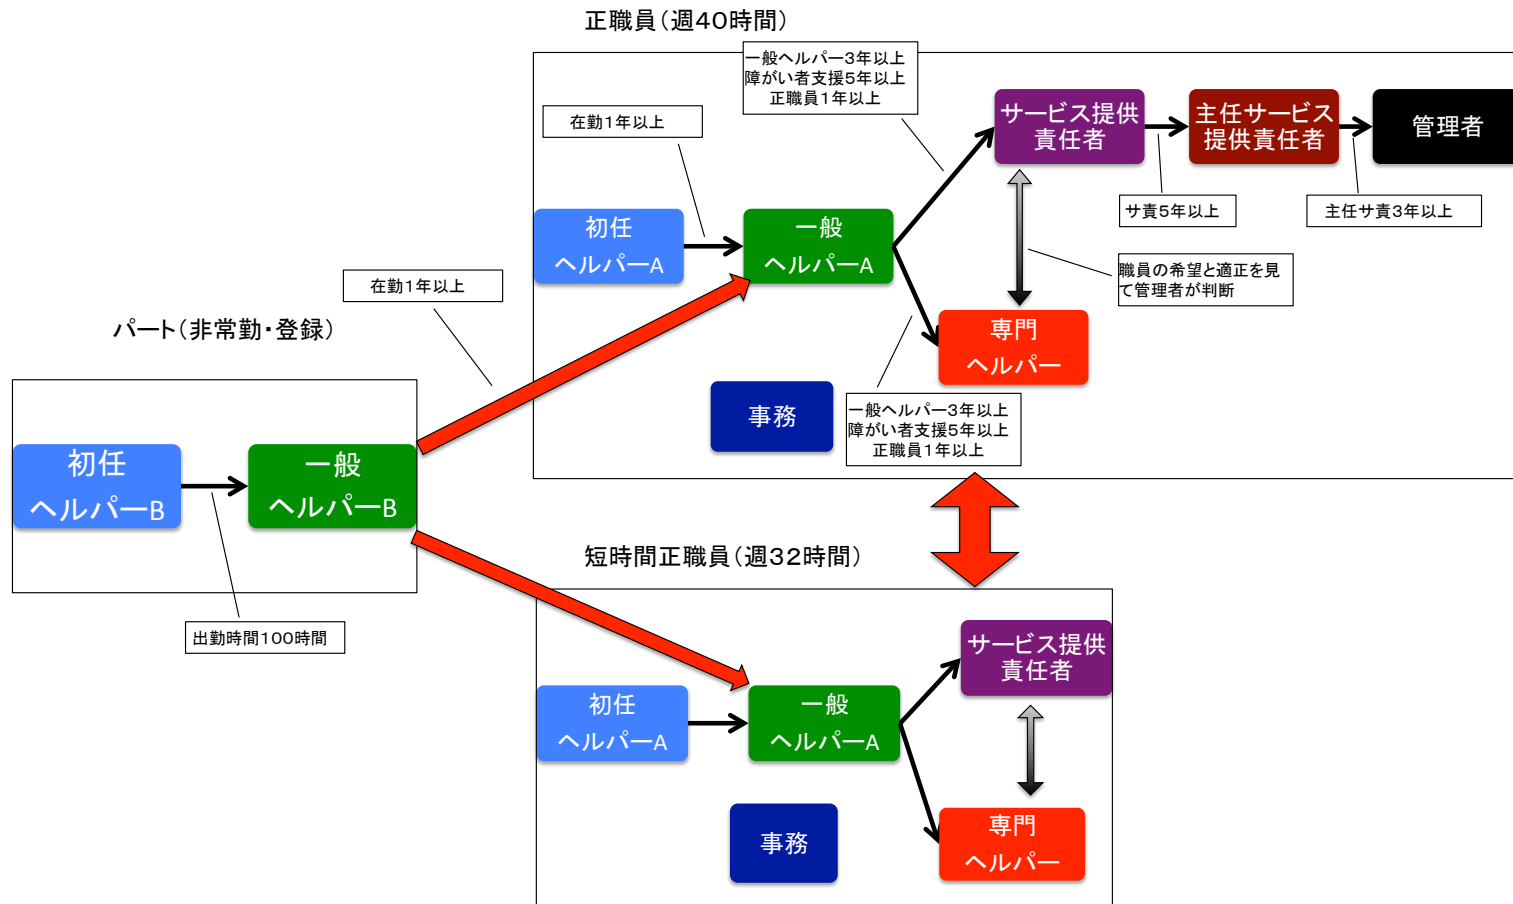 正職員（週40時間）
一般ヘルパー3年以上
障がい者支援5年以上
正職員1年以上
在勤1年以上
サービス提供
責任者
主任サービス
提供責任者
管理者
サ責5年以上
主任サ責3年以上
初任
ヘルパーA
一般
ヘルパーA
職員の希望と適正を見
て管理者が判断
在勤1年以上
専門
ヘルパー
事務
一般ヘルパー3年以上
障がい者支援5年以上
正職員1年以上
パート（非常勤・登録）
初任
ヘルパーB
一般
ヘルパーB
出勤時間100時間
短時間正職員（週32時間）
サービス提供
責任者
初任
ヘルパーA
一般
ヘルパーA
事務
専門
ヘルパー